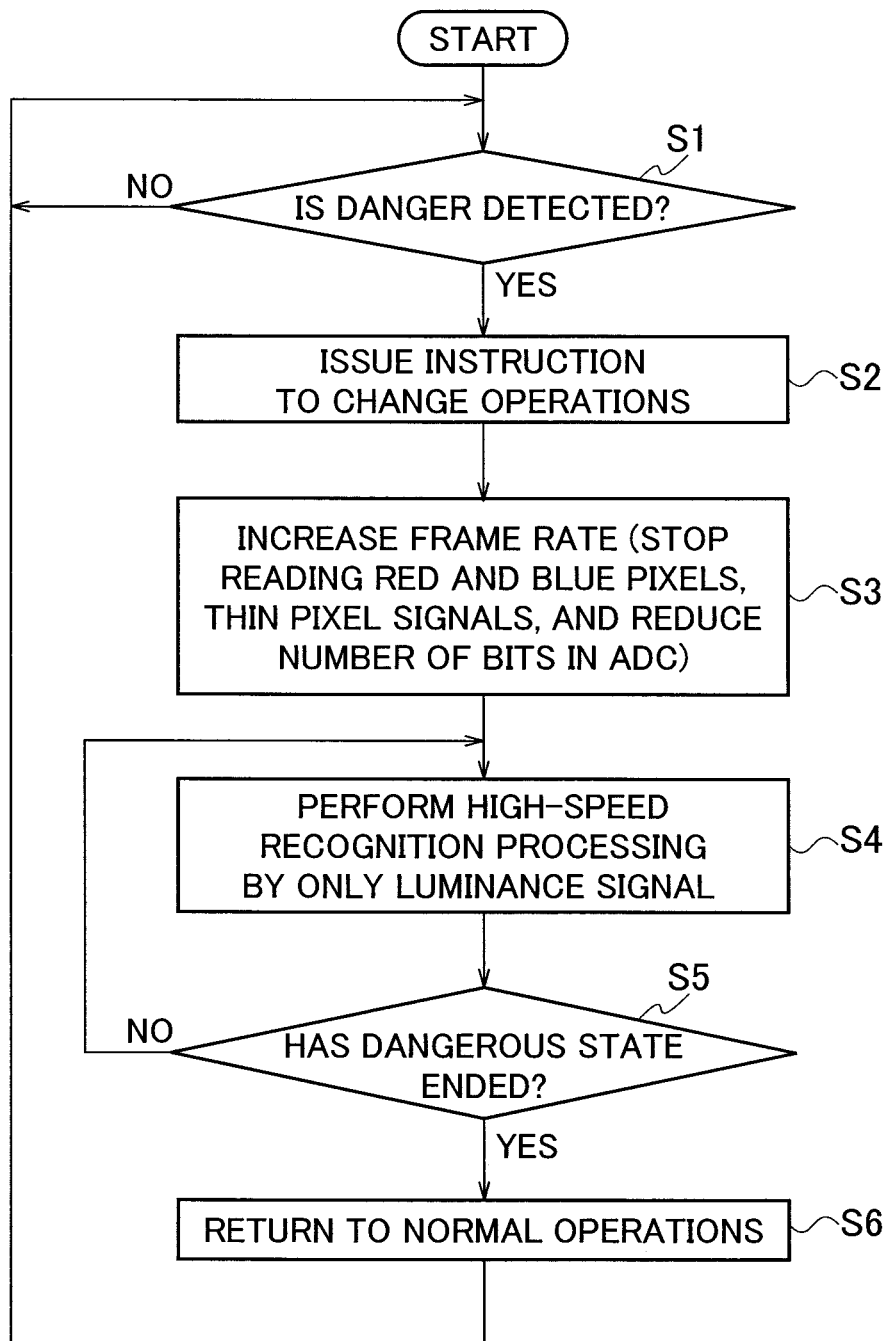 START
S1
NO
IS DANGER DETECTED?
YES
ISSUE INSTRUCTION
TO CHANGE OPERATIONS
S2
INCREASE FRAME RATE (STOP
READING RED AND BLUE PIXELS,
THIN PIXEL SIGNALS, AND REDUCE
NUMBER OF BITS IN ADC)
S3
PERFORM HIGH-SPEED
RECOGNITION PROCESSING
BY ONLY LUMINANCE SIGNAL
S4
S5
NO
HAS DANGEROUS STATE
ENDED?
YES
RETURN TO NORMAL OPERATIONS
S6